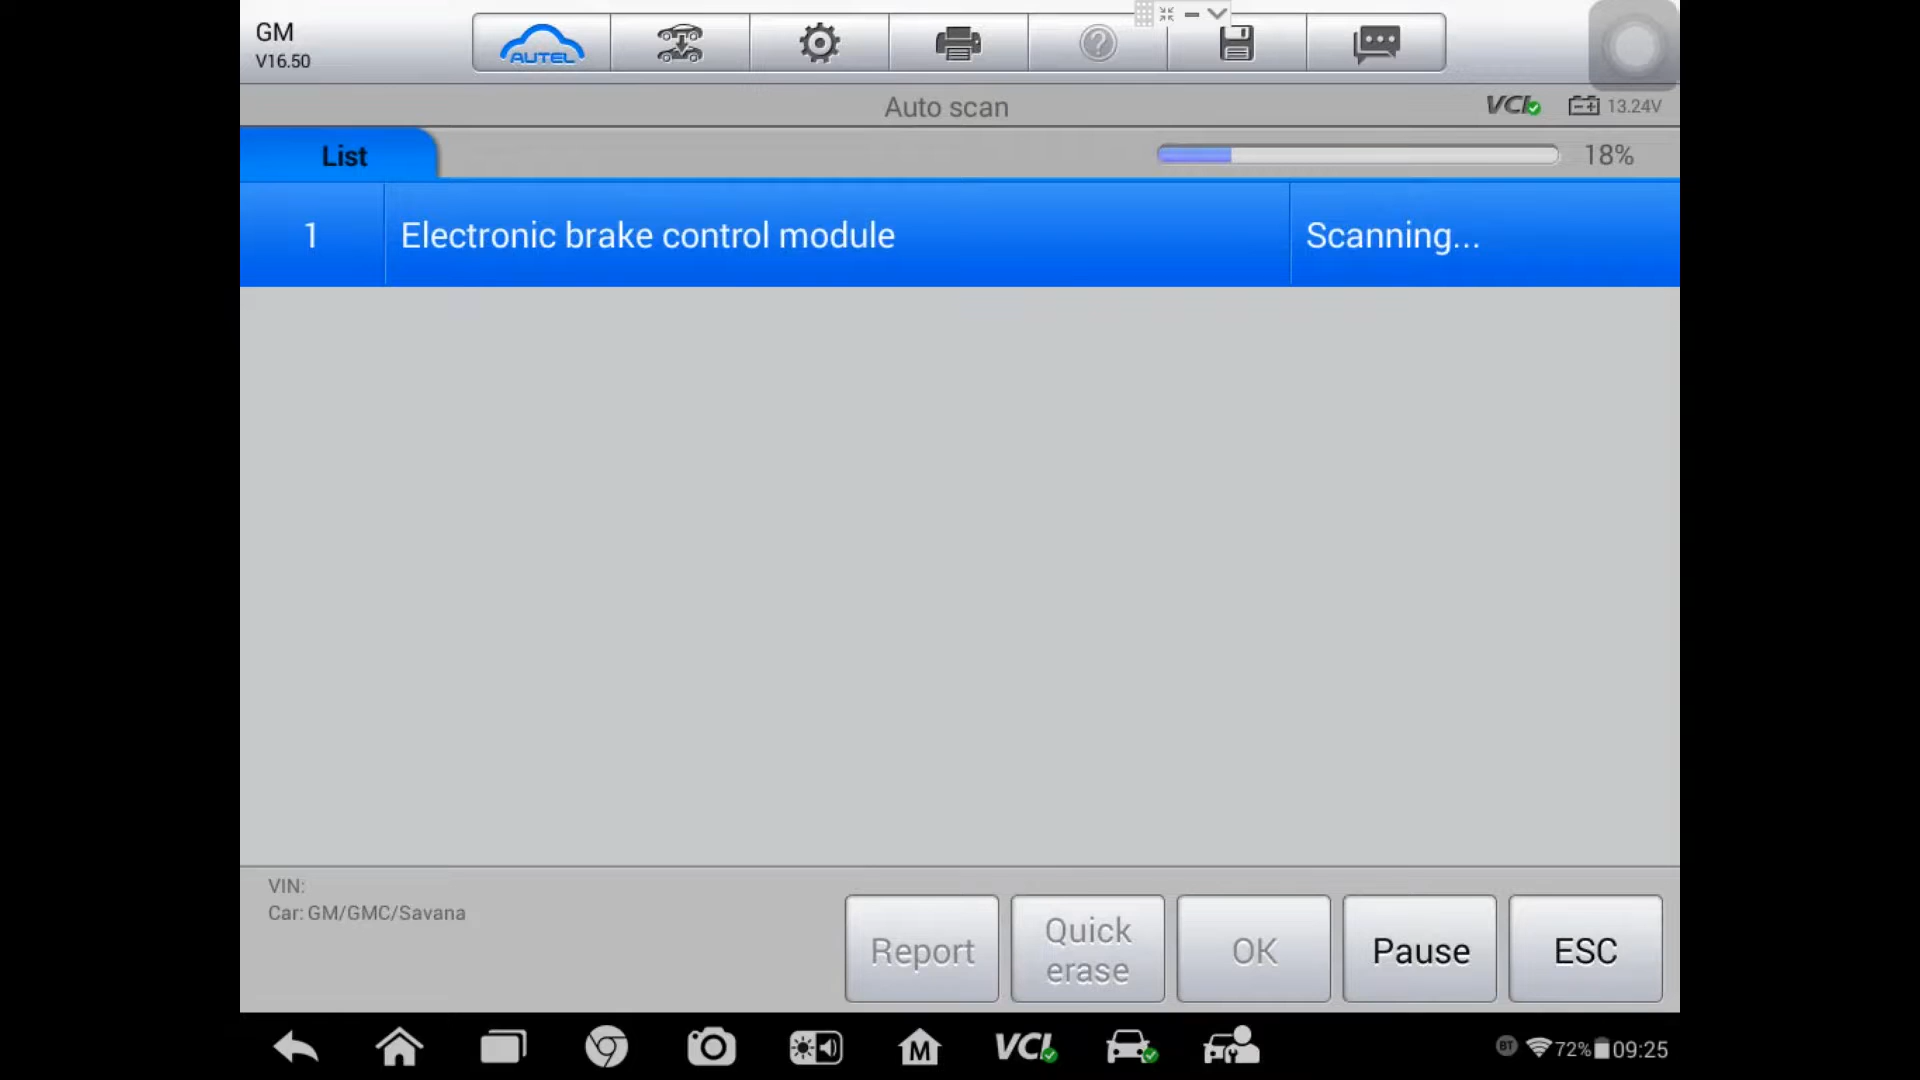 GM
V16.50
AUTEL
?
Auto scan
VCI
13.24V
List
18%
1
Electronic brake control module
Scanning...
VIN:
Car: GM/GMC/Savana
Report
Quick
erase
OK
Pause
ESC
M
VCI
BT
72%
09:25